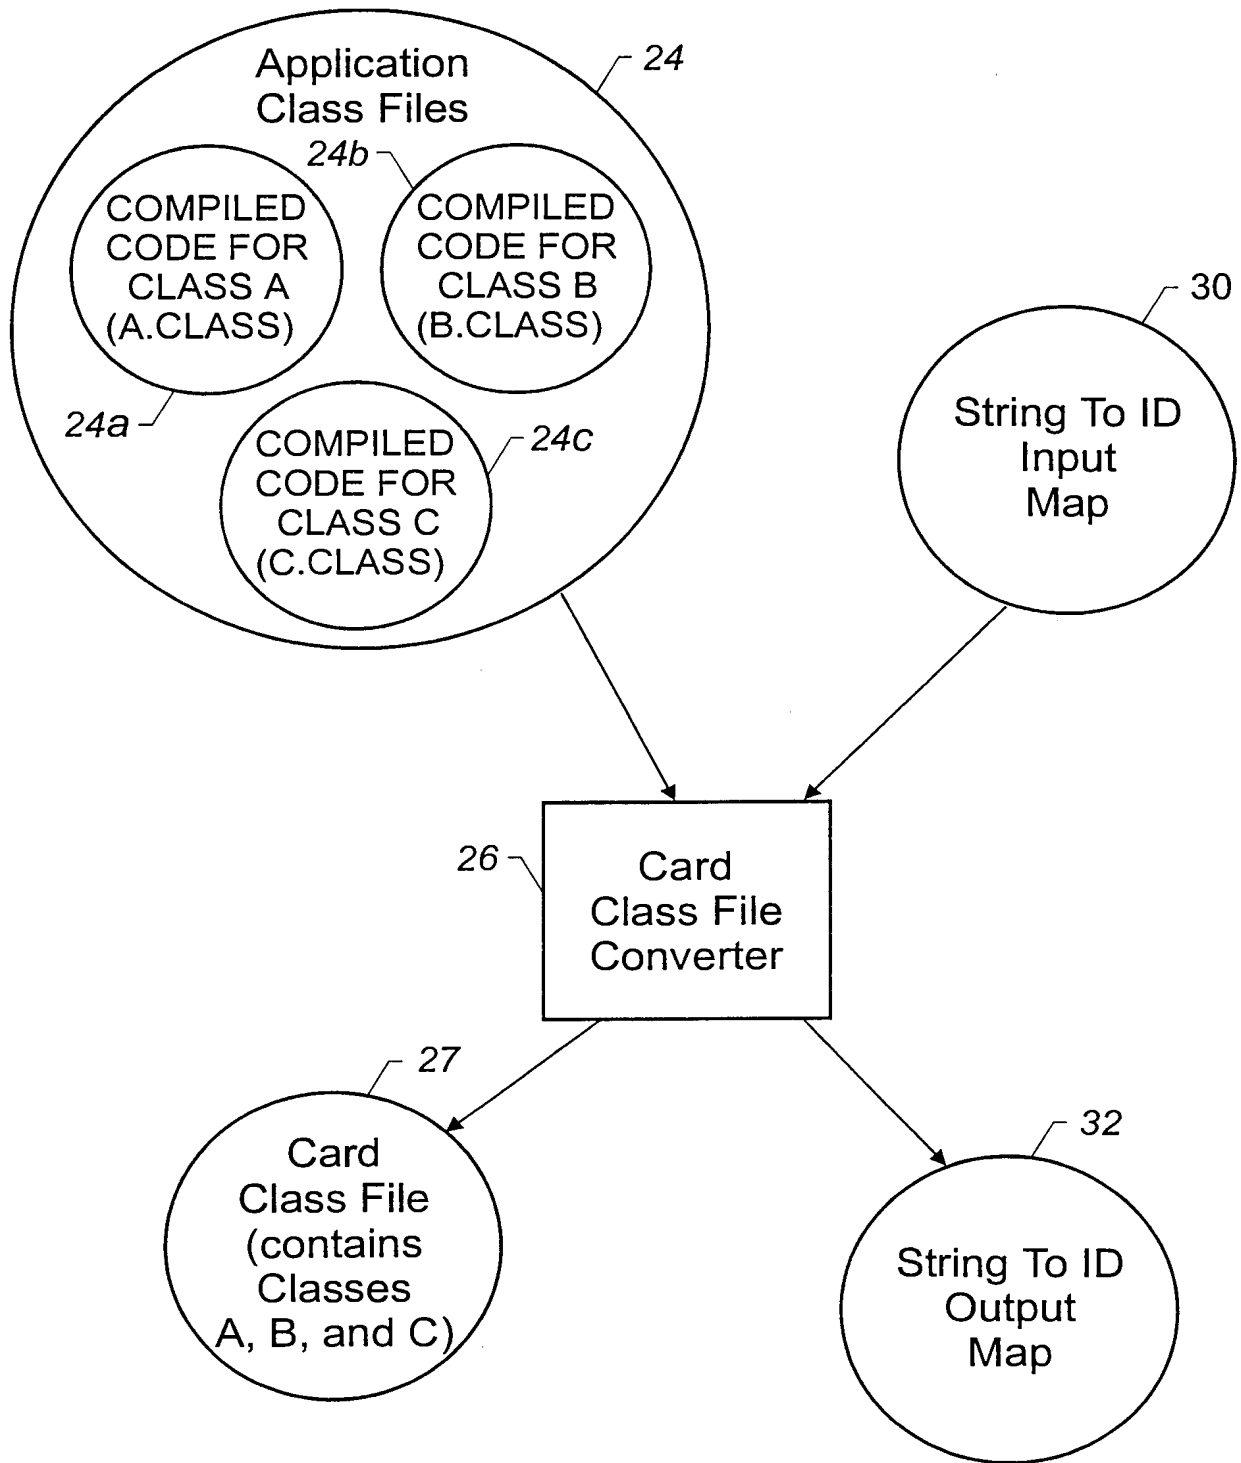 Application
Class Files
24
24b
COMPILED
CODE FOR
CLASS A
(A.CLASS)
COMPILED
CODE FOR
CLASS B
(B.CLASS)
24a
COMPILED
CODE FOR
CLASS C
(C.CLASS)
24c
30
String To ID
Input
Map
26
Card
Class File
Converter
27
Card
Class File
(contains
Classes
A, B, and C)
32
String To ID
Output
Map